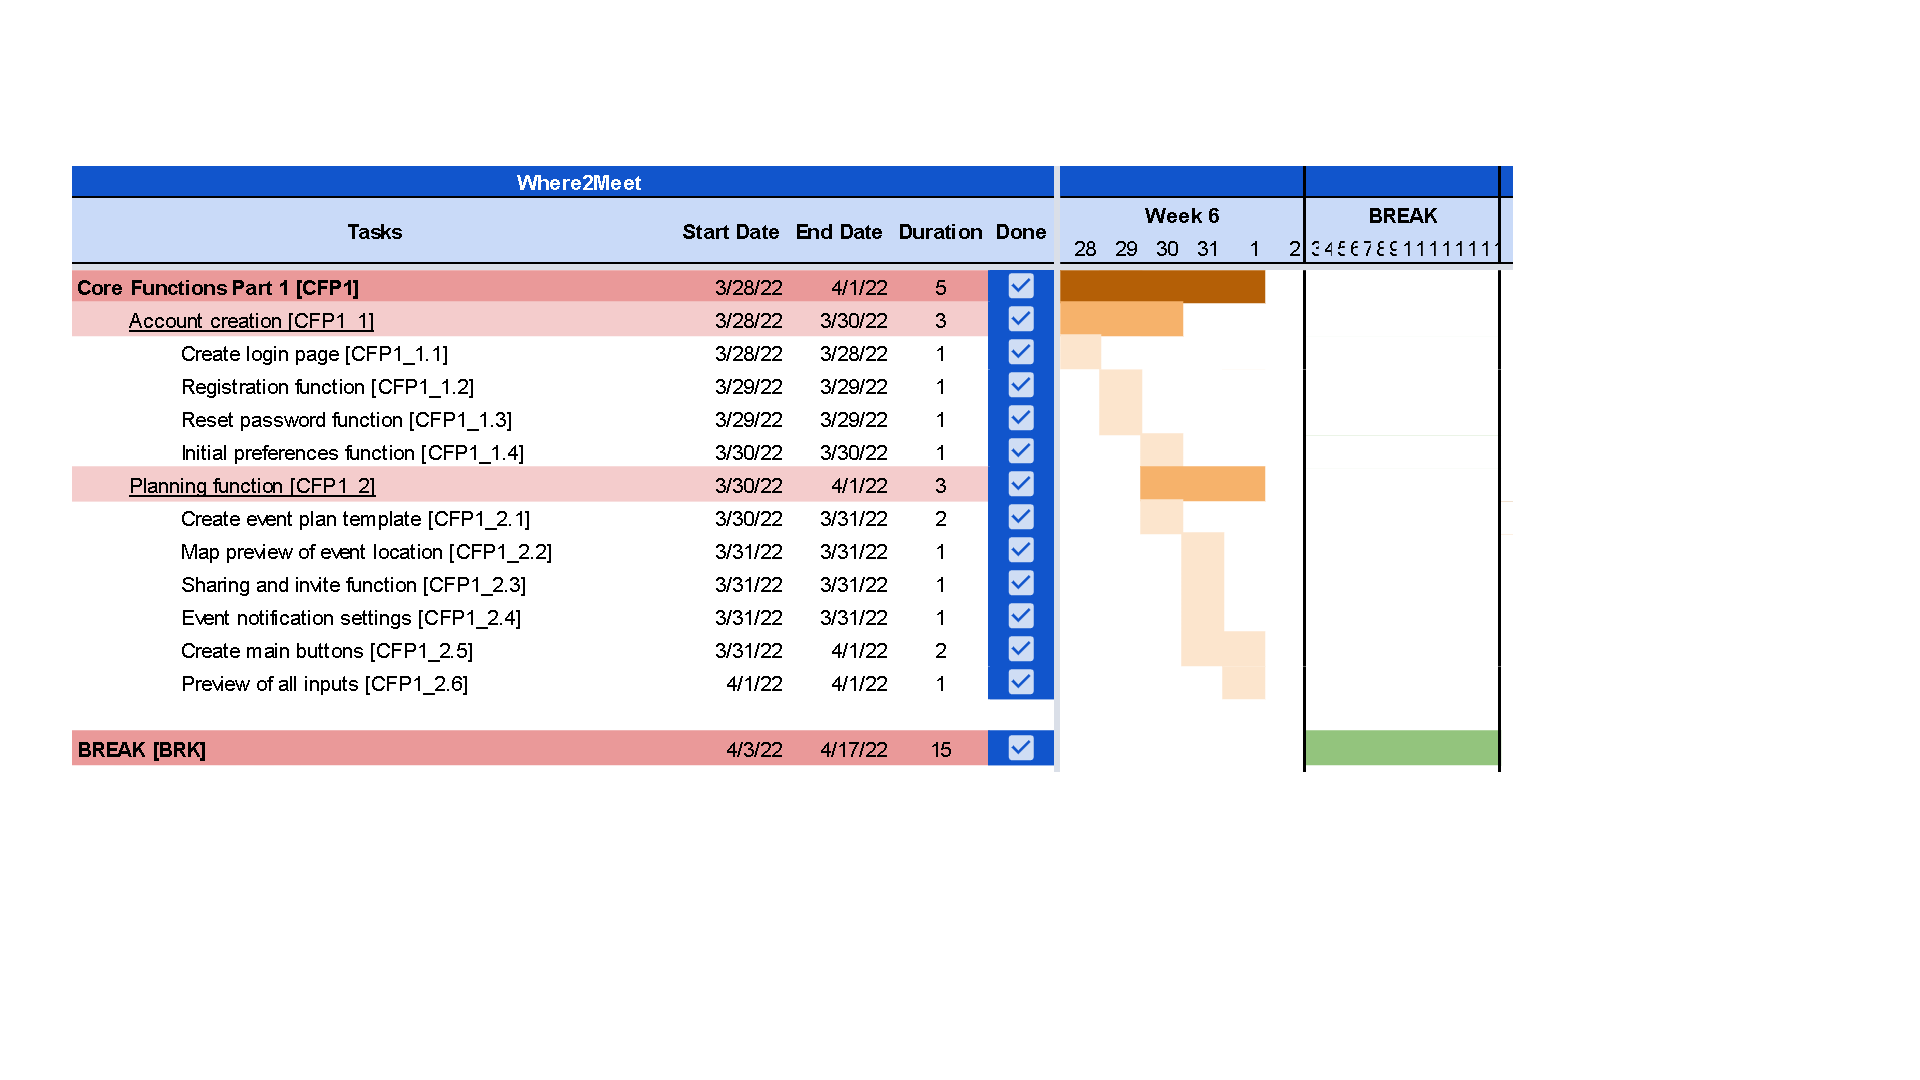 Where2Meet
Tasks Start Date End Date Duration Done Week 6 BREAK
28 29 30 31 1 2 3 4 5 6 7 8 9 1 1 1 1 1 1 1 1
Core Functions Part 1 [CFP1] 3/28/22 4/1/22 5
Account creation [CFP1_1] 3/28/22 3/30/22 3
Create login page [CFP1_1.1] 3/28/22 3/28/22 1
Registration function [CFP1_1.2] 3/29/22 3/29/22 1
Reset password function [CFP1_1.3] 3/29/22 3/29/22 1
Initial preferences function [CFP1_1.4] 3/30/22 3/30/22 1
Planning function [CFP1_2] 3/30/22 4/1/22 3
Create event plan template [CFP1_2.1] 3/30/22 3/31/22 2
Map preview of event location [CFP1_2.2] 3/31/22 3/31/22 1
Sharing and invite function [CFP1_2.3] 3/31/22 3/31/22 1
Event notification settings [CFP1_2.4] 3/31/22 3/31/22 1
Create main buttons [CFP1_2.5] 3/31/22 4/1/22 2
Preview of all inputs [CFP1_2.6] 4/1/22 4/1/22 1
BREAK [BRK] 4/3/22 4/17/22 15